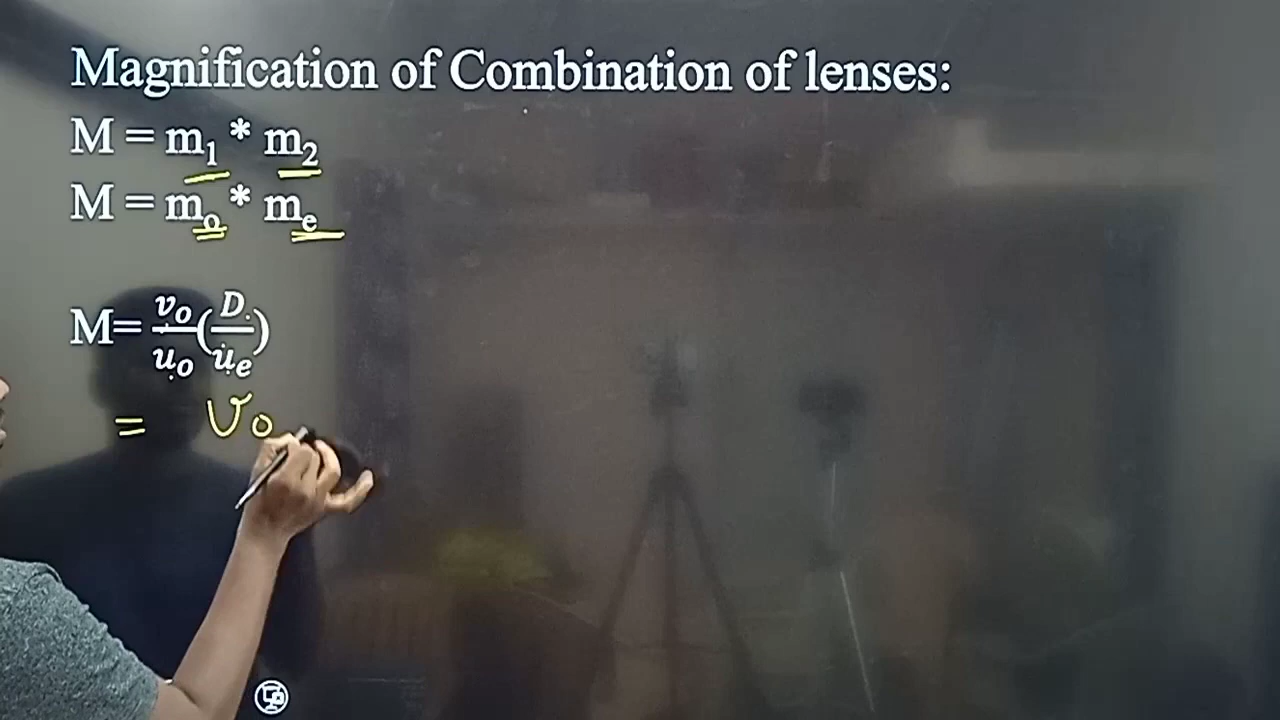 Magnification of Combination of lenses:
M = m₁ * m₂
M = mₒ * mₑ
M= vₒ/uₒ (D/uₑ)
= vₒ